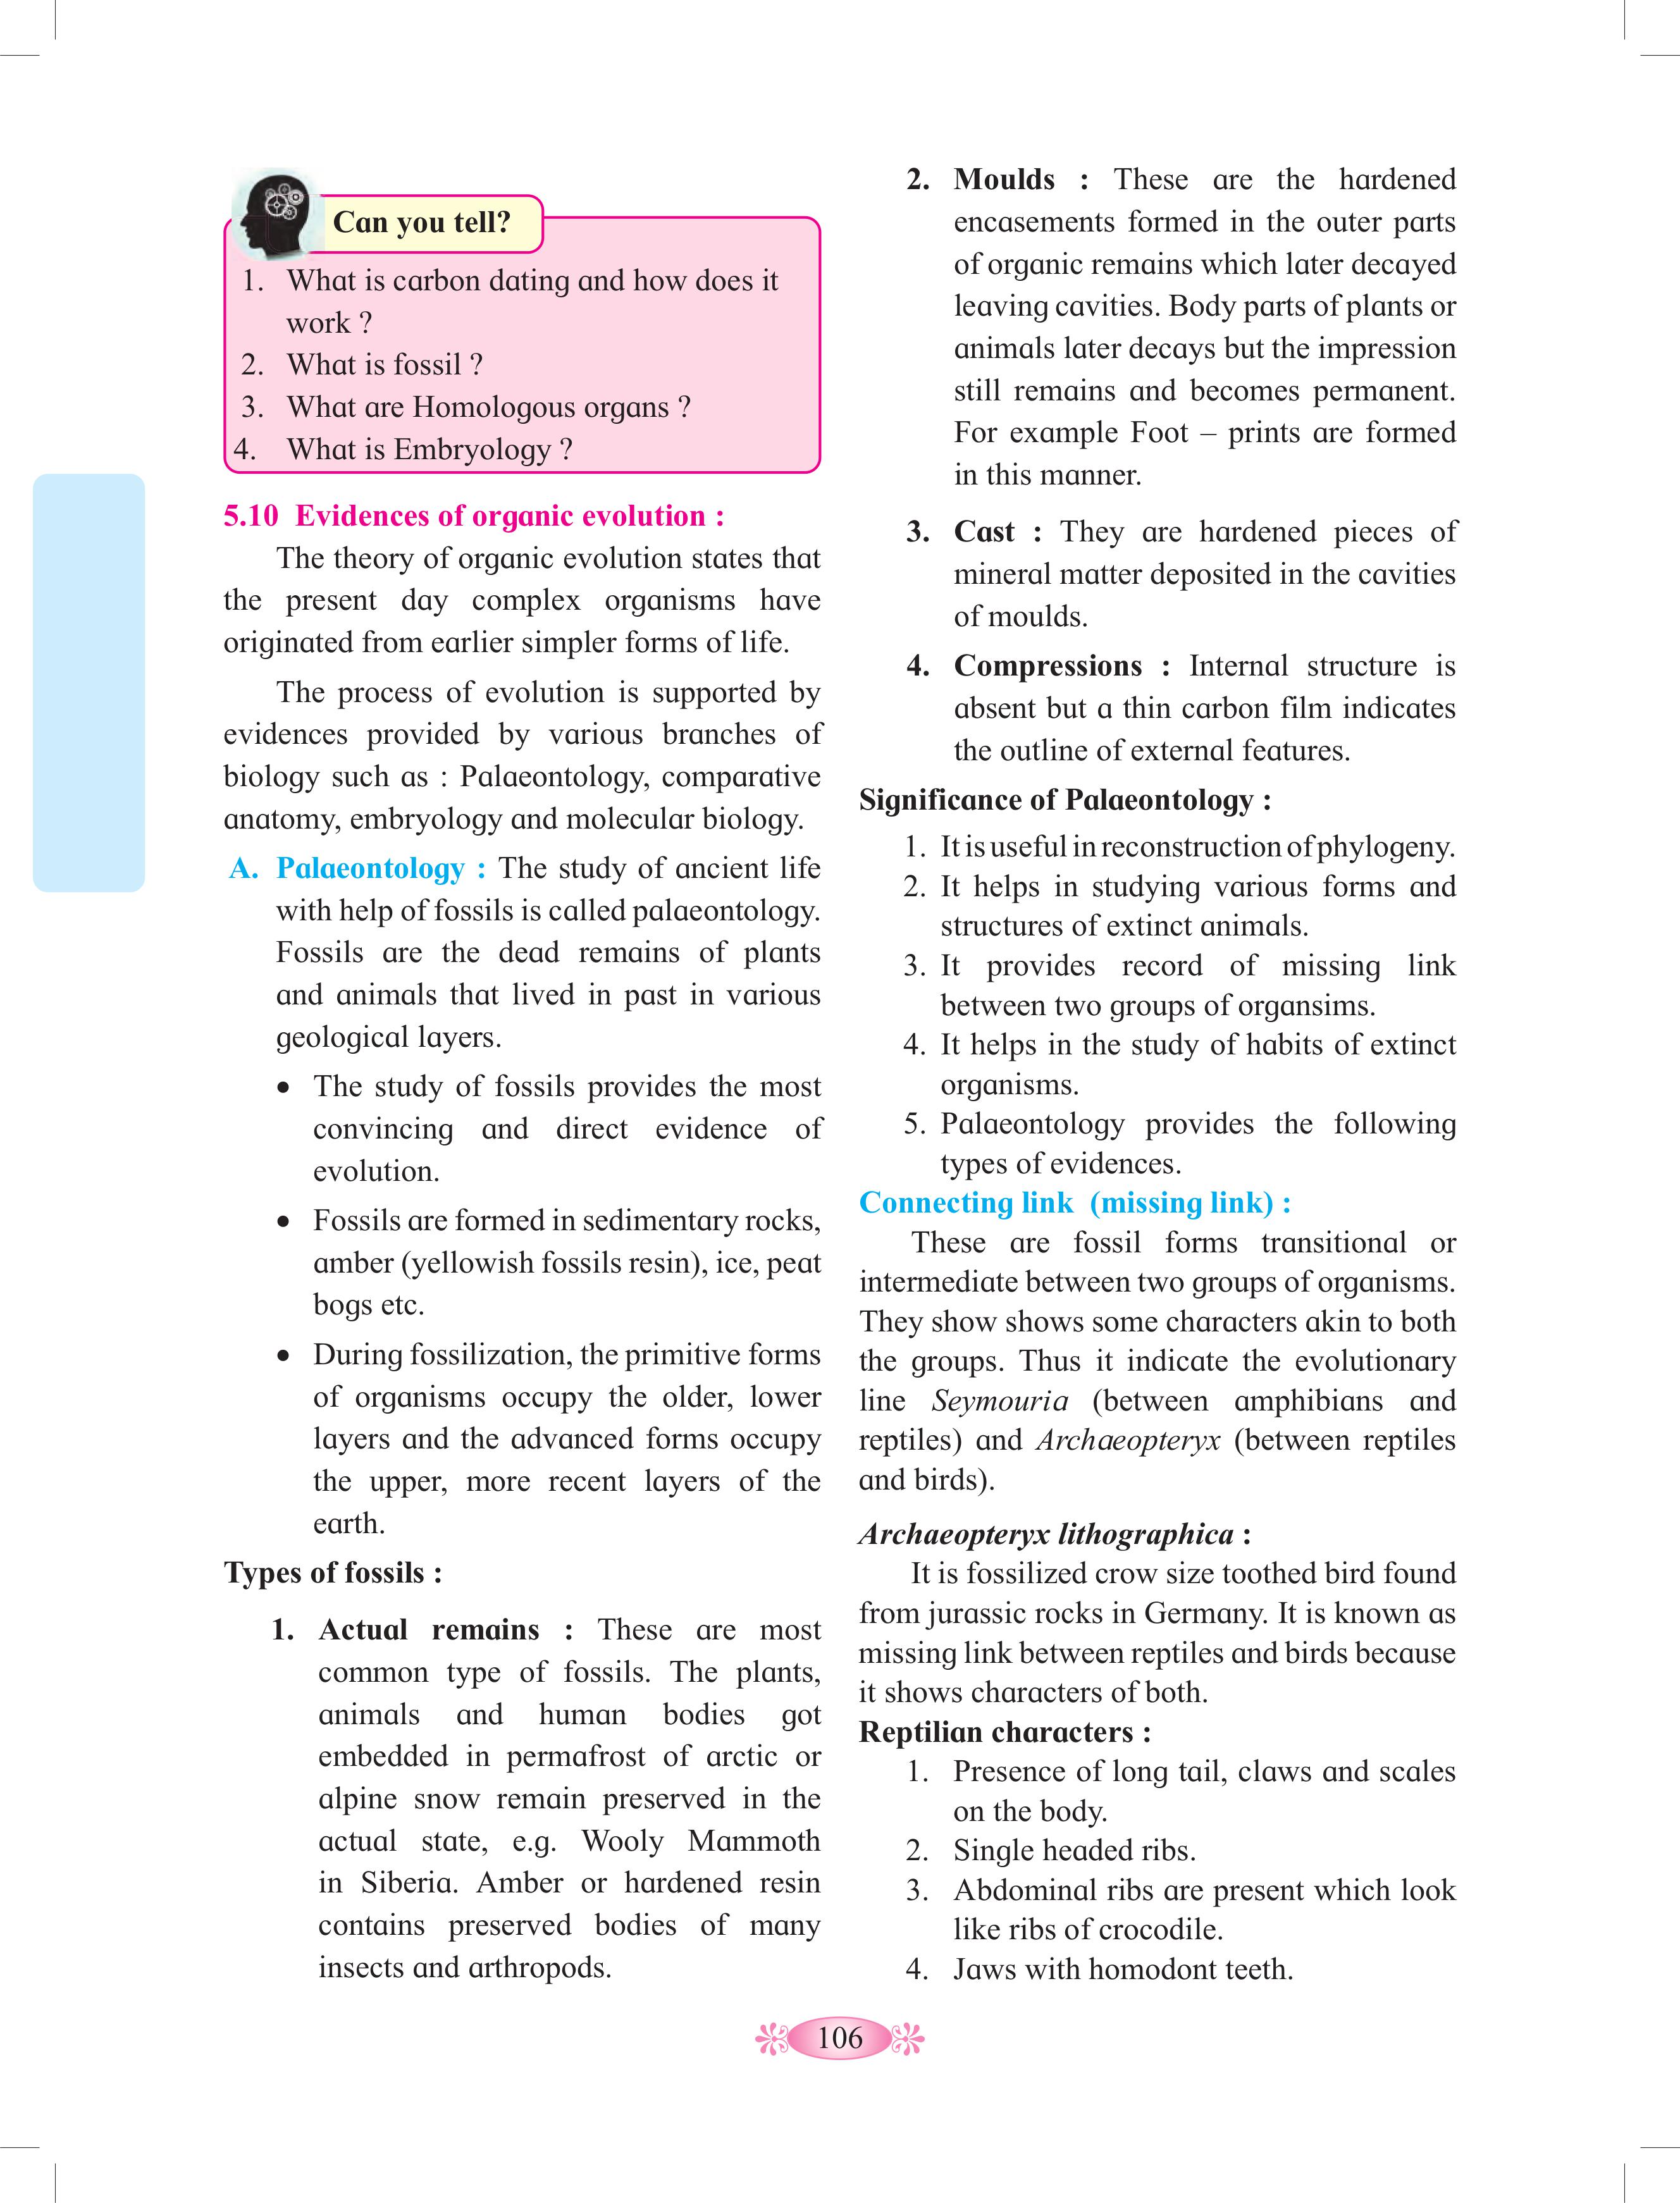 Can you tell?
1. What is carbon dating and how does it
work ?
2. What is fossil ?
3. What are Homologous organs ?
4. What is Embryology ?
5.10 Evidences of organic evolution :
The theory of organic evolution states that
the present day complex organisms have
originated from earlier simpler forms of life.
The process of evolution is supported by
evidences provided by various branches of
biology such as : Palaeontology, comparative
anatomy, embryology and molecular biology.
A. Palaeontology : The study of ancient life
with help of fossils is called palaeontology.
Fossils are the dead remains of plants
and animals that lived in past in various
geological layers.
• The study of fossils provides the most
convincing and direct evidence of
evolution.
• Fossils are formed in sedimentary rocks,
amber (yellowish fossils resin), ice, peat
bogs etc.
• During fossilization, the primitive forms
of organisms occupy the older, lower
layers and the advanced forms occupy
the upper, more recent layers of the
earth.
Types of fossils :
1. Actual remains : These are most
common type of fossils. The plants,
animals and human bodies got
embedded in permafrost of arctic or
alpine snow remain preserved in the
actual state, e.g. Wooly Mammoth
in Siberia. Amber or hardened resin
contains preserved bodies of many
insects and arthropods.
2. Moulds : These are the hardened
encasements formed in the outer parts
of organic remains which later decayed
leaving cavities. Body parts of plants or
animals later decays but the impression
still remains and becomes permanent.
For example Foot – prints are formed
in this manner.
3. Cast : They are hardened pieces of
mineral matter deposited in the cavities
of moulds.
4. Compressions : Internal structure is
absent but a thin carbon film indicates
the outline of external features.
Significance of Palaeontology :
1. It is useful in reconstruction of phylogeny.
2. It helps in studying various forms and
structures of extinct animals.
3. It provides record of missing link
between two groups of organsims.
4. It helps in the study of habits of extinct
organisms.
5. Palaeontology provides the following
types of evidences.
Connecting link (missing link) :
These are fossil forms transitional or
intermediate between two groups of organisms.
They show shows some characters akin to both
the groups. Thus it indicate the evolutionary
line Seymouria (between amphibians and
reptiles) and Archaeopteryx (between reptiles
and birds).
Archaeopteryx lithographica :
It is fossilized crow size toothed bird found
from jurassic rocks in Germany. It is known as
missing link between reptiles and birds because
it shows characters of both.
Reptilian characters :
1. Presence of long tail, claws and scales
on the body.
2. Single headed ribs.
3. Abdominal ribs are present which look
like ribs of crocodile.
4. Jaws with homodont teeth.
106